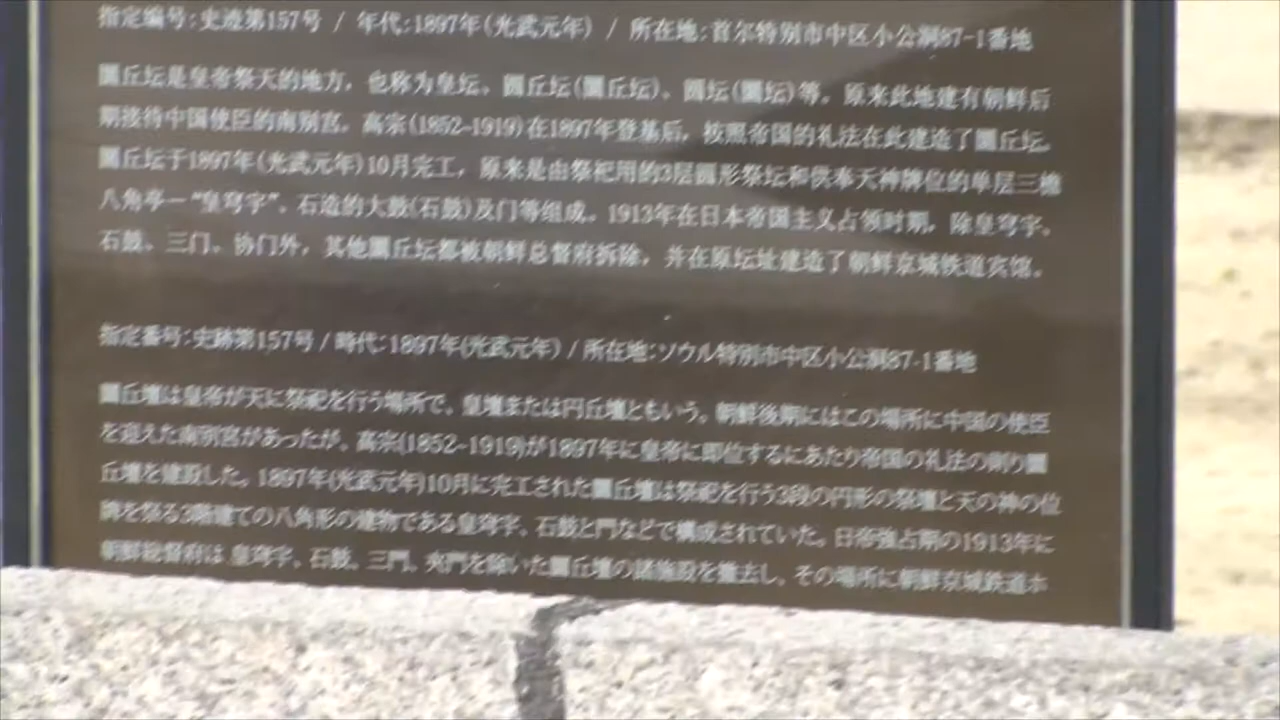 指定编号:史迹第157号 / 年代:1897年(光武元年) / 所在地:首尔特别市中区小公洞87-1番地
圜丘坛是皇帝祭天的地方，也称为皇坛、圆丘坛(圜丘坛)、圆坛(圜坛)等。原来此地建有朝鲜后
期接待中国使臣的南别宫，高宗(1852-1919)在1897年登基后，按照帝国的礼法在此建造了圜丘坛。
圜丘坛于1897年(光武元年)10月完工，原来是由祭祀用的3层圆形祭坛和供奉天神牌位的单层三檐
八角亭－“皇穹宇”、石造的大鼓(石鼓)及门等组成。1913年在日本帝国主义占领时期，除皇穹宇、
石鼓、三门、协门外，其他圜丘坛都被朝鲜总督府拆除，并在原坛址建造了朝鲜京城铁道宾馆。
指定番号:史跡第157号 / 時代:1897年(光武元年) / 所在地:ソウル特別市中区小公洞87-1番地
圜丘壇は皇帝が天に祭祀を行う場所で、皇壇または円丘壇ともいう。朝鮮後期にはこの場所に中国の使臣
を迎えた南別宮があったが、高宗(1852-1919)が1897年に皇帝に即位するにあたり帝国の礼法の則り圜
丘壇を建設した。1897年(光武元年)10月に完工された圜丘壇は祭祀を行う3段の円形の祭壇と天の神の位
牌を祭る3階建ての八角形の建物である皇穹宇、石鼓と門などで構成されていた。日帝強占期の1913年に
朝鮮総督府は 皇穹宇、石鼓、三門、夾門を除いた圜丘壇の諸施設を撤去し、その場所に朝鮮京城鉄道ホ